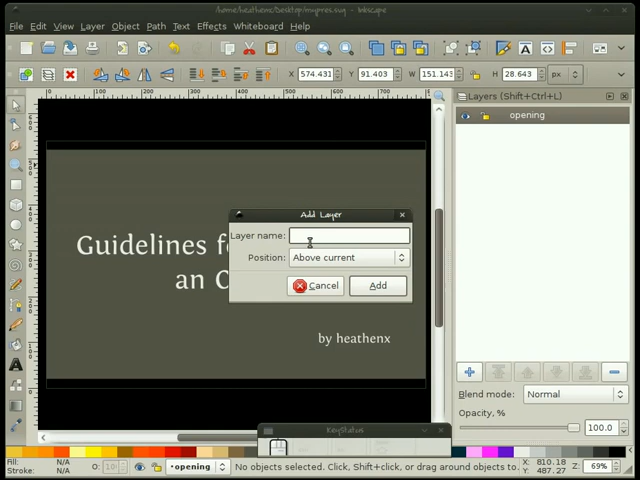 /home/heathenx/Desktop/mypres.svg - Inkscape
File Edit View Layer Object Path Text Effects Whiteboard Help
X 574.431 Y 91.403 W 151.143 H 28.643 px
Layers (Shift+Ctrl+L)
opening
Add Layer
Layer name:
Position: Above current
Cancel Add
Guidelines f
an O
by heathenx
Blend mode: Normal
Opacity, %
100.0
KeyStatus
Fill: N/A
Stroke: N/A
O:
•opening
No objects selected. Click, Shift+click, or drag around objects to
X: 810.18
Y: 487.27
Z: 69%